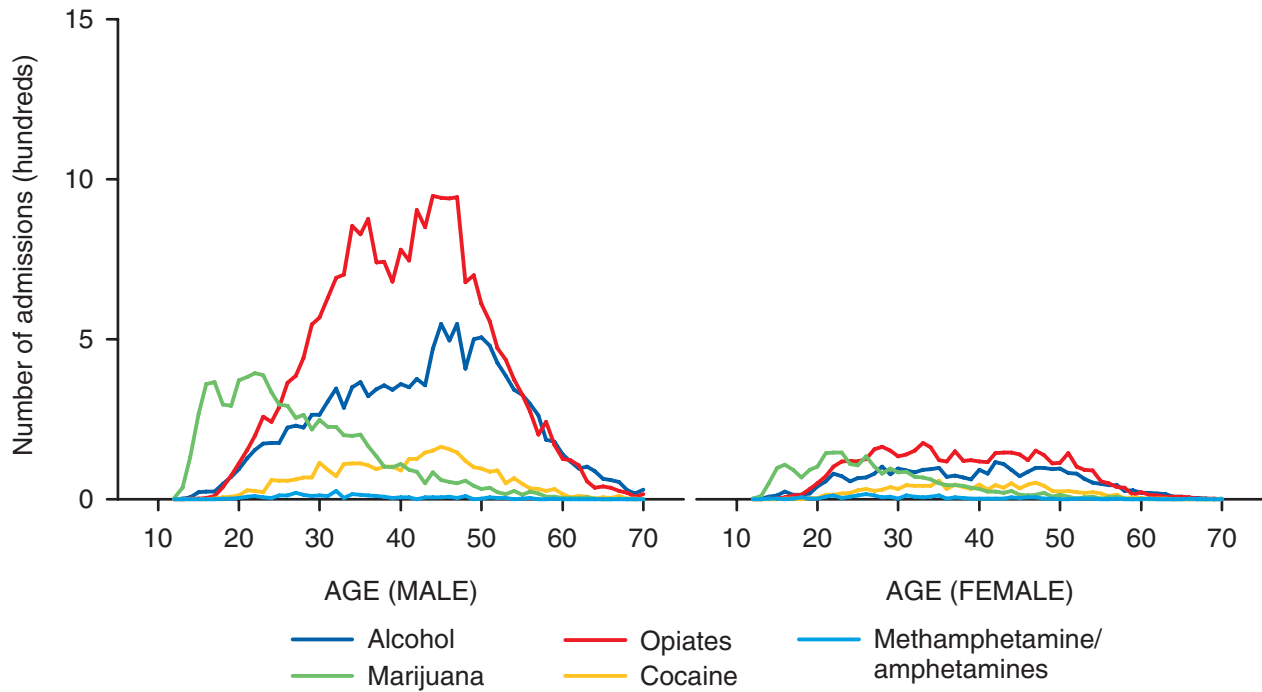 Number of admissions (hundreds)
15
10
5
0
10 20 30 40 50 60 70
10 20 30 40 50 60 70
AGE (MALE)
AGE (FEMALE)
Alcohol
Opiates
Methamphetamine/
amphetamines
Marijuana
Cocaine